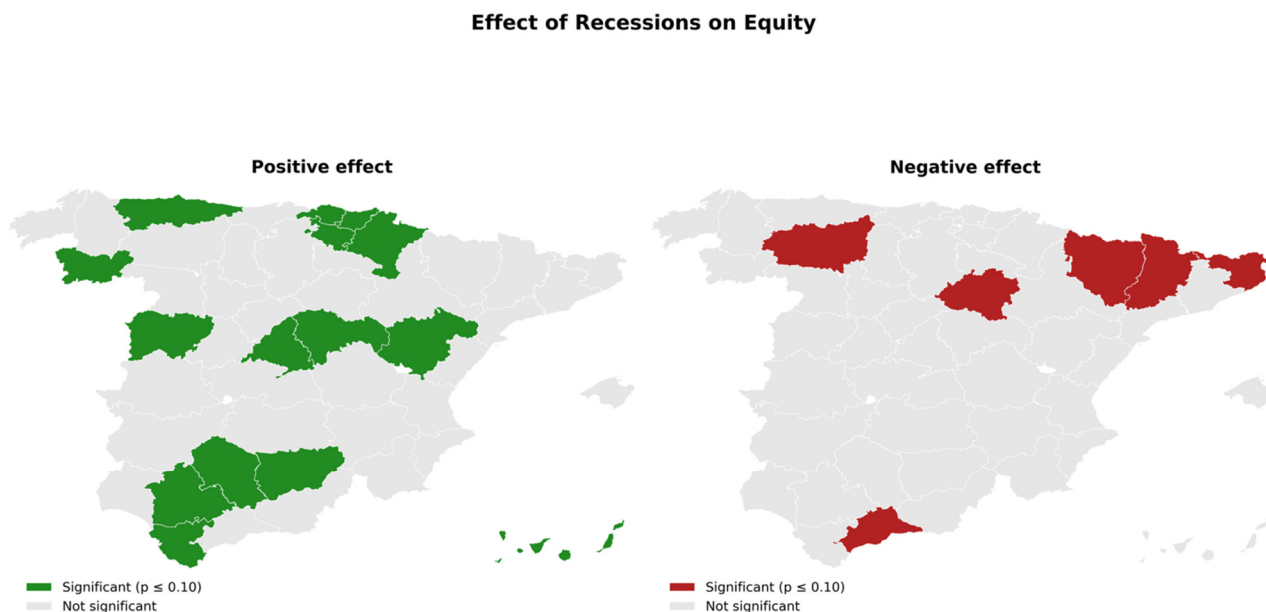 Effect of Recessions on Equity
Positive effect
Negative effect
Significant (p ≤ 0.10)
Not significant
Significant (p ≤ 0.10)
Not significant